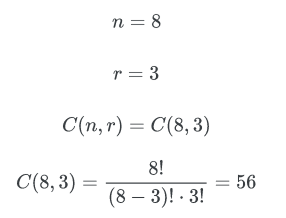 n = 8
r = 3
C(n, r) = C(8, 3)
C(8, 3) = 8! / ((8 − 3)! · 3!) = 56